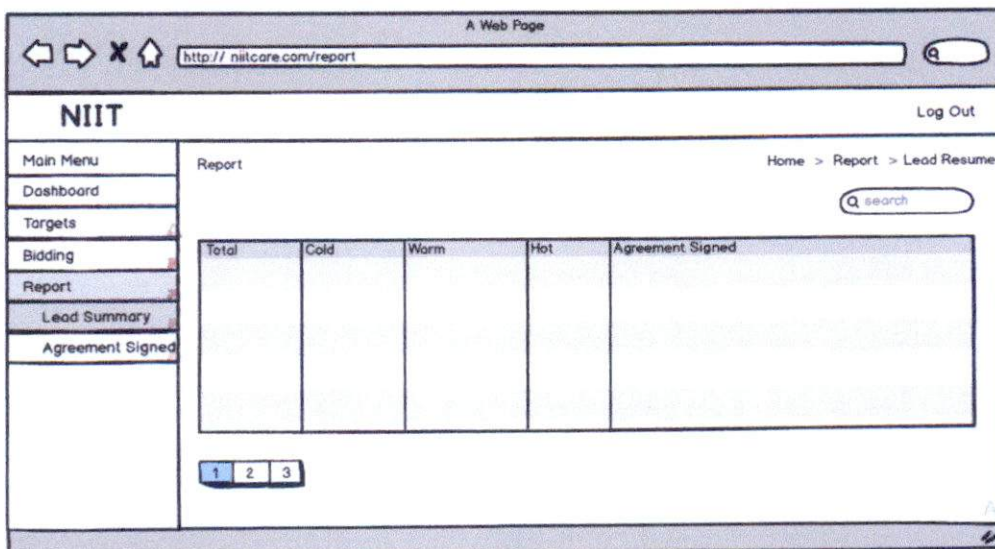 A Web Page
http:// niitcare.com/report
NIIT
Log Out
Main Menu
Dashboard
Targets
Bidding
Report
Lead Summary
Agreement Signed
Report
Home > Report > Lead Resume
search
Total Cold Warm Hot Agreement Signed
1 2 3